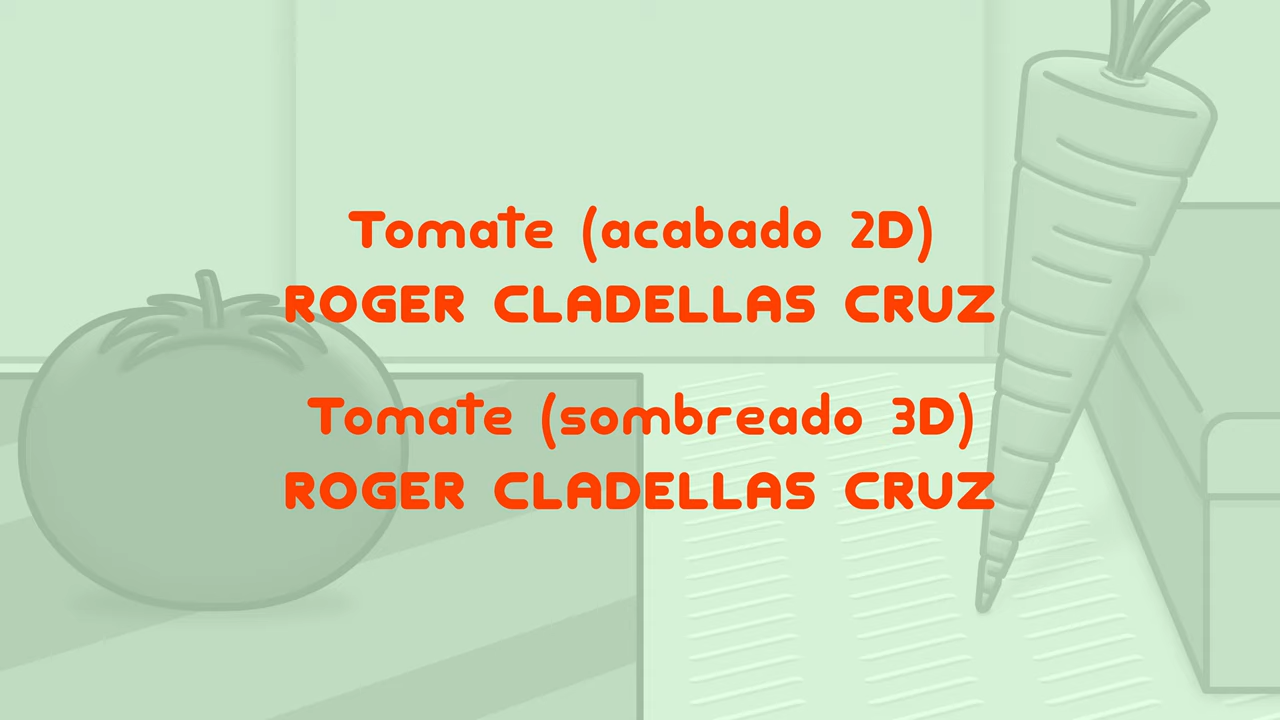 Tomate (acabado 2D)
ROGER CLADELLAS CRUZ
Tomate (sombreado 3D)
ROGER CLADELLAS CRUZ